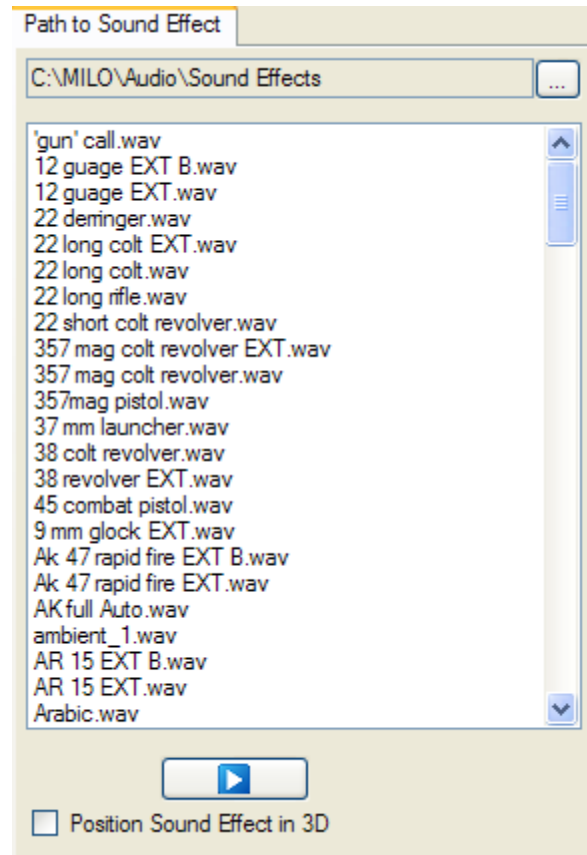 Path to Sound Effect
C:\MILO\Audio\Sound Effects
...
'gun' call.wav
12 guage EXT B.wav
12 guage EXT.wav
22 derringer.wav
22 long colt EXT.wav
22 long colt.wav
22 long rifle.wav
22 short colt revolver.wav
357 mag colt revolver EXT.wav
357 mag colt revolver.wav
357mag pistol.wav
37 mm launcher.wav
38 colt revolver.wav
38 revolver EXT.wav
45 combat pistol.wav
9 mm glock EXT.wav
Ak 47 rapid fire EXT B.wav
Ak 47 rapid fire EXT.wav
AK full Auto.wav
ambient_1.wav
AR 15 EXT B.wav
AR 15 EXT.wav
Arabic.wav
Position Sound Effect in 3D